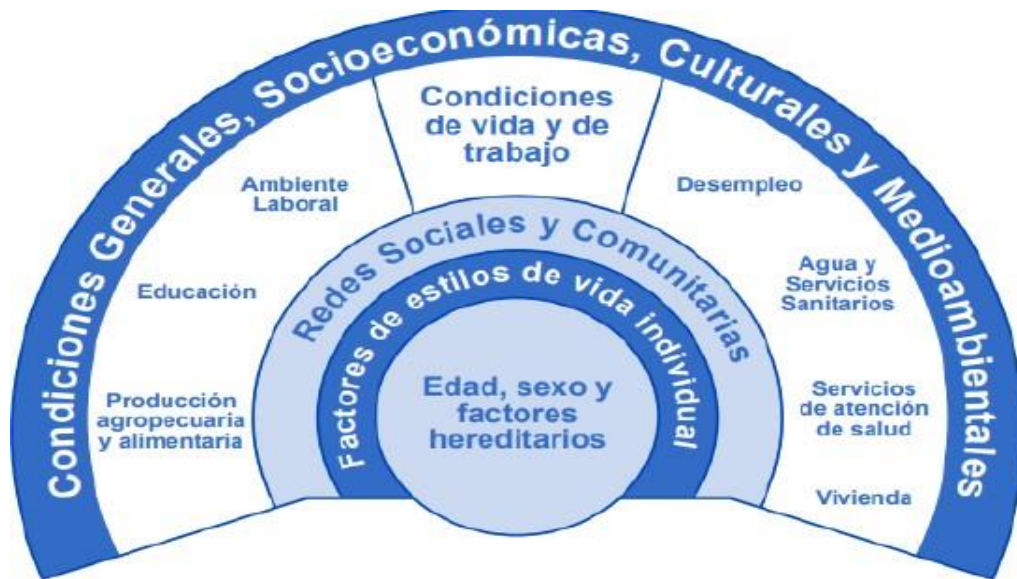 Condiciones Generales, Socioeconómicas, Culturales y Medioambientales
Condiciones
de vida y de
trabajo
Ambiente
Laboral
Desempleo
Educación
Agua y
Servicios
Sanitarios
Producción
agropecuaria
y alimentaria
Servicios
de atención
de salud
Vivienda
Redes Sociales y Comunitarias
Factores de estilos de vida individual
Edad, sexo y
factores
hereditarios